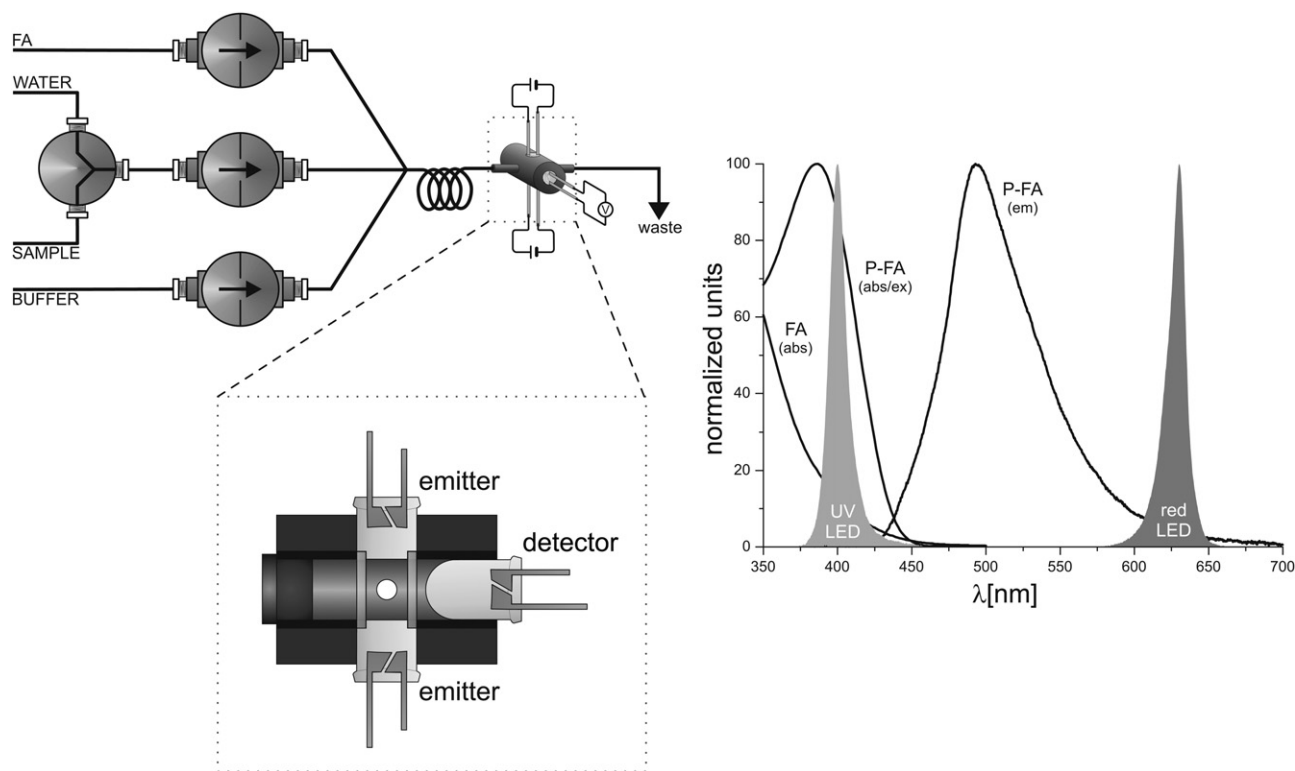 FA
WATER
SAMPLE
BUFFER
V
waste
emitter
detector
emitter
normalized units
100
80
60
40
20
0
P-FA
(em)
P-FA
(abs/ex)
FA
(abs)
UV
LED
red
LED
350 400 450 500 550 600 650 700
λ[nm]